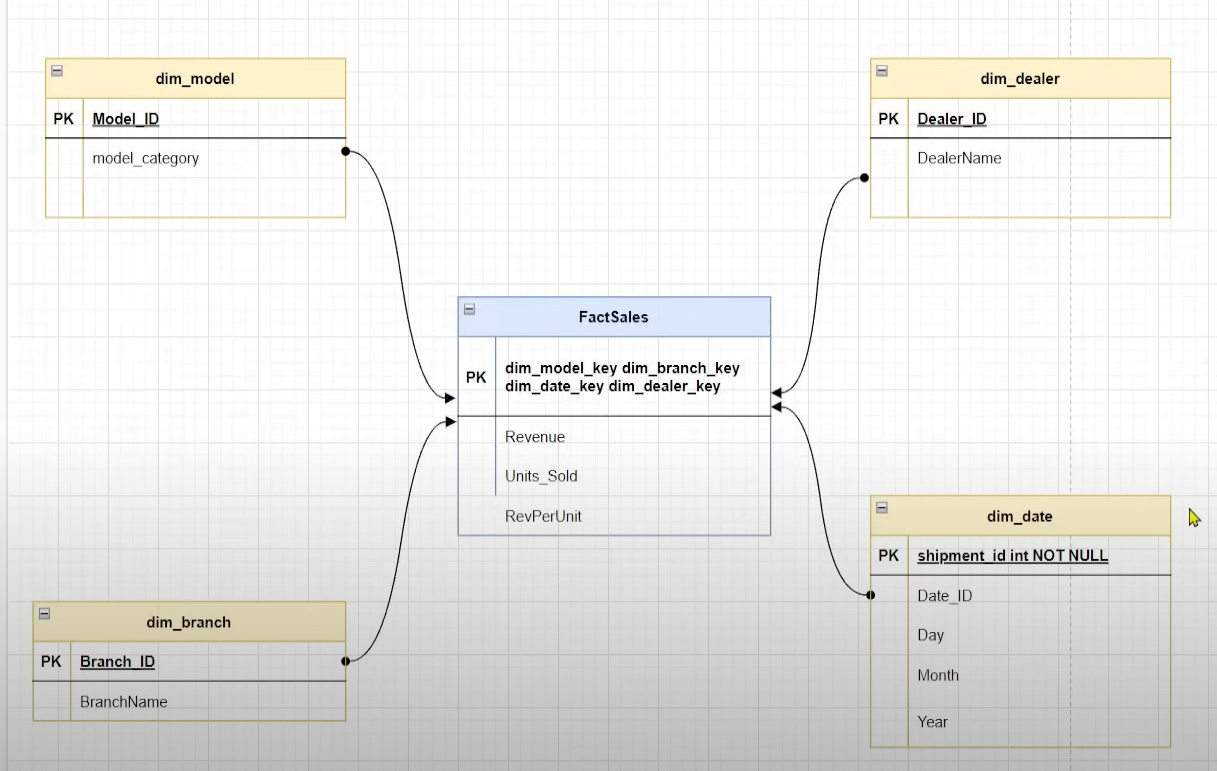 dim_model
PK Model_ID
model_category
dim_dealer
PK Dealer_ID
DealerName
FactSales
PK
dim_model_key dim_branch_key
dim_date_key dim_dealer_key
Revenue
Units_Sold
RevPerUnit
dim_branch
PK Branch_ID
BranchName
dim_date
PK shipment_id int NOT NULL
Date_ID
Day
Month
Year